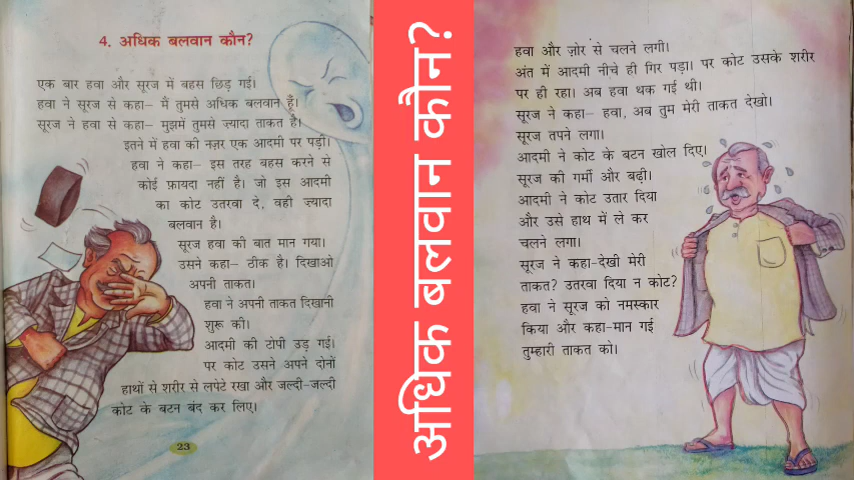 4. अधिक बलवान कौन?
एक बार हवा और सूरज में बहस छिड़ गई।
हवा ने सूरज से कहा– मैं तुमसे अधिक बलवान हूँ।
सूरज ने हवा से कहा– मुझमें तुमसे ज़्यादा ताकत है।
इतने में हवा की नज़र एक आदमी पर पड़ी।
हवा ने कहा– इस तरह बहस करने से
कोई फ़ायदा नहीं है। जो इस आदमी
का कोट उतरवा दे, वही ज़्यादा
बलवान है।
सूरज हवा की बात मान गया।
उसने कहा– ठीक है। दिखाओ
अपनी ताकत।
हवा ने अपनी ताकत दिखानी
शुरू की।
आदमी की टोपी उड़ गई।
पर कोट उसने अपने दोनों
हाथों से शरीर से लपेटे रखा और जल्दी-जल्दी
कोट के बटन बंद कर लिए।
23
अधिक बलवान कौन?
हवा और ज़ोर से चलने लगी।
अंत में आदमी नीचे ही गिर पड़ा। पर कोट उसके शरीर
पर ही रहा। अब हवा थक गई थी।
सूरज ने कहा– हवा, अब तुम मेरी ताकत देखो।
सूरज तपने लगा।
आदमी ने कोट के बटन खोल दिए।
सूरज की गर्मी और बढ़ी।
आदमी ने कोट उतार दिया
और उसे हाथ में ले कर
चलने लगा।
सूरज ने कहा-देखी मेरी
ताकत? उतरवा दिया न कोट?
हवा ने सूरज को नमस्कार
किया और कहा-मान गई
तुम्हारी ताकत को।